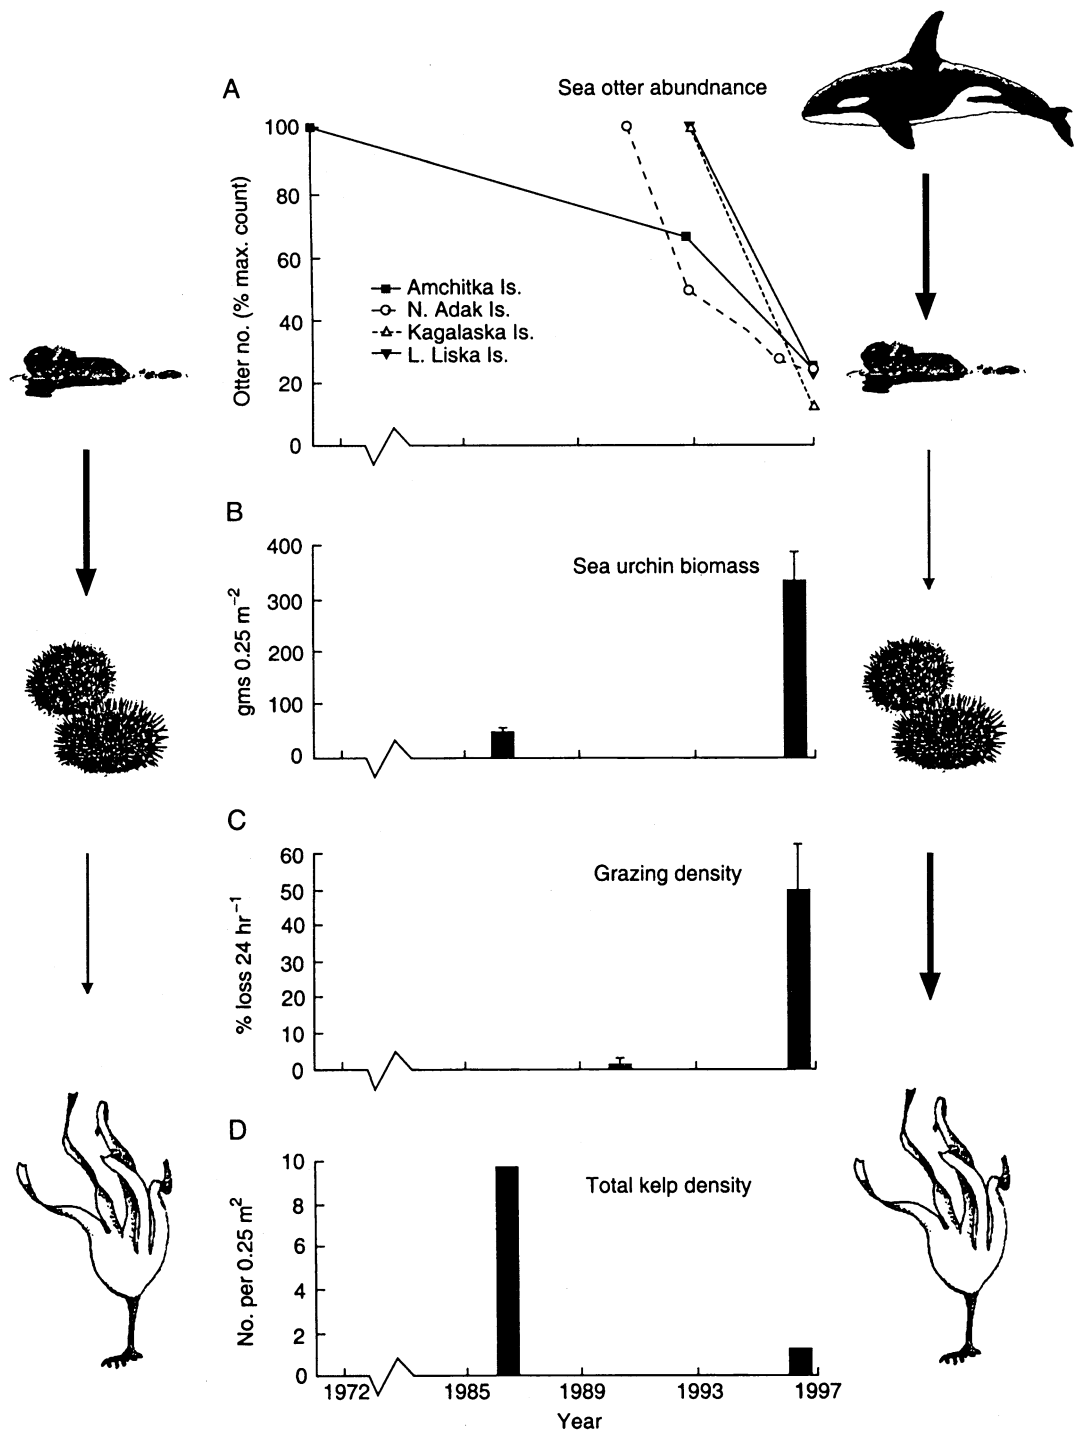 A
Sea otter abundnance
Otter no. (% max. count)
100
80
60
40
20
0
Amchitka Is.
N. Adak Is.
Kagalaska Is.
L. Liska Is.
B
Sea urchin biomass
gms 0.25 m⁻²
400
300
200
100
0
C
Grazing density
% loss 24 hr⁻¹
60
50
40
30
20
10
0
D
Total kelp density
No. per 0.25 m²
10
8
6
4
2
0
1972 1985 1989 1993 1997
Year